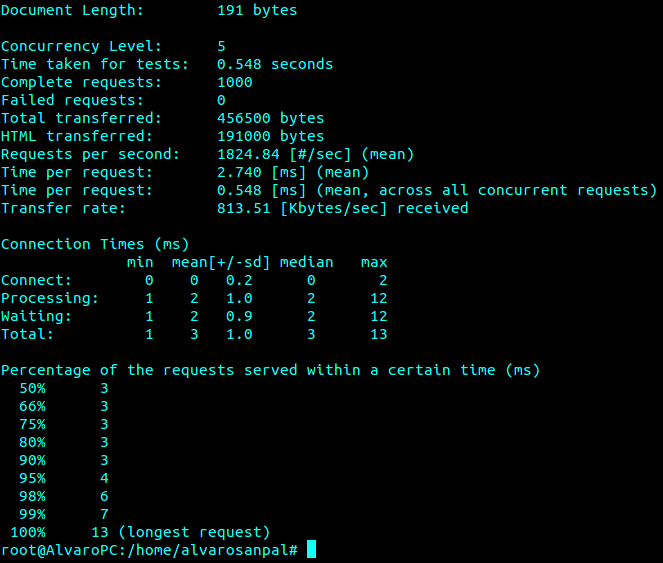 Document Length:        191 bytes

Concurrency Level:      5
Time taken for tests:   0.548 seconds
Complete requests:      1000
Failed requests:        0
Total transferred:      456500 bytes
HTML transferred:       191000 bytes
Requests per second:    1824.84 [#/sec] (mean)
Time per request:       2.740 [ms] (mean)
Time per request:       0.548 [ms] (mean, across all concurrent requests)
Transfer rate:          813.51 [Kbytes/sec] received

Connection Times (ms)
              min  mean[+/-sd] median   max
Connect:        0    0   0.2      0       2
Processing:     1    2   1.0      2      12
Waiting:        1    2   0.9      2      12
Total:          1    3   1.0      3      13

Percentage of the requests served within a certain time (ms)
  50%      3
  66%      3
  75%      3
  80%      3
  90%      3
  95%      4
  98%      6
  99%      7
 100%     13 (longest request)
root@AlvaroPC:/home/alvarosanpal#